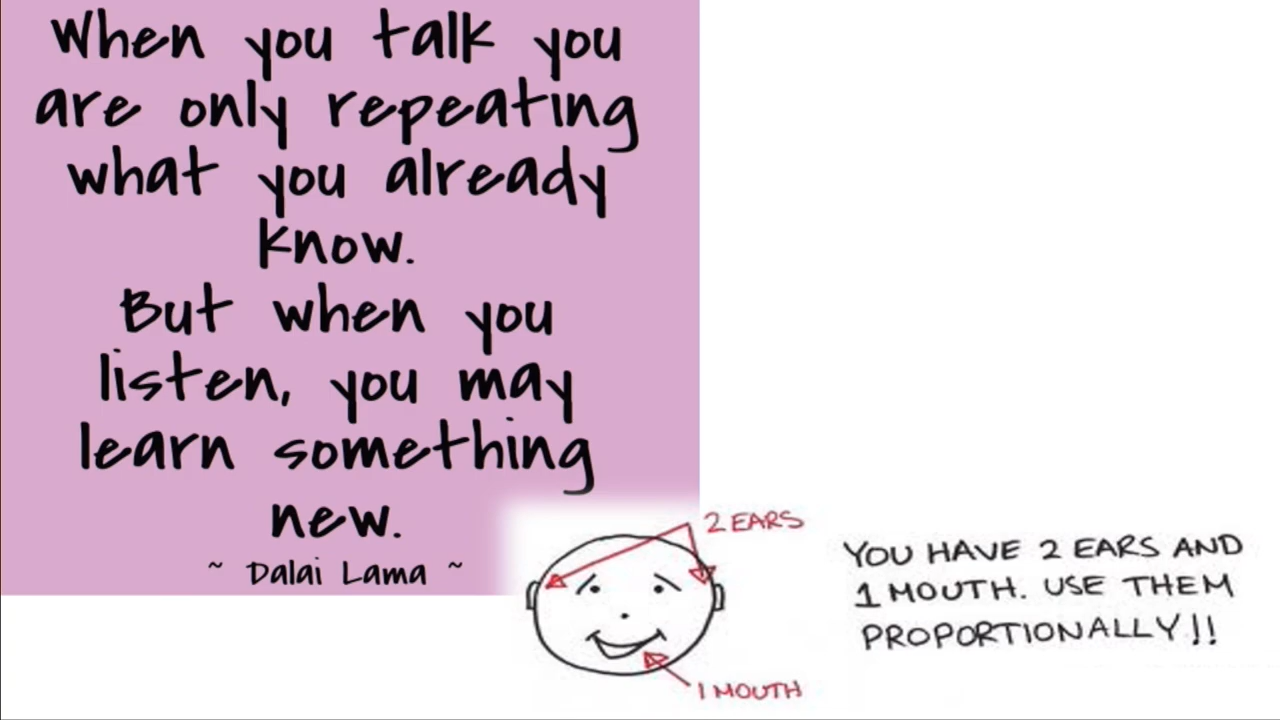 When you talk you
are only repeating
what you already
know.
But when you
listen, you may
learn something
new.
~ Dalai Lama ~
2 EARS
1 MOUTH
YOU HAVE 2 EARS AND
1 MOUTH. USE THEM
PROPORTIONALLY!!